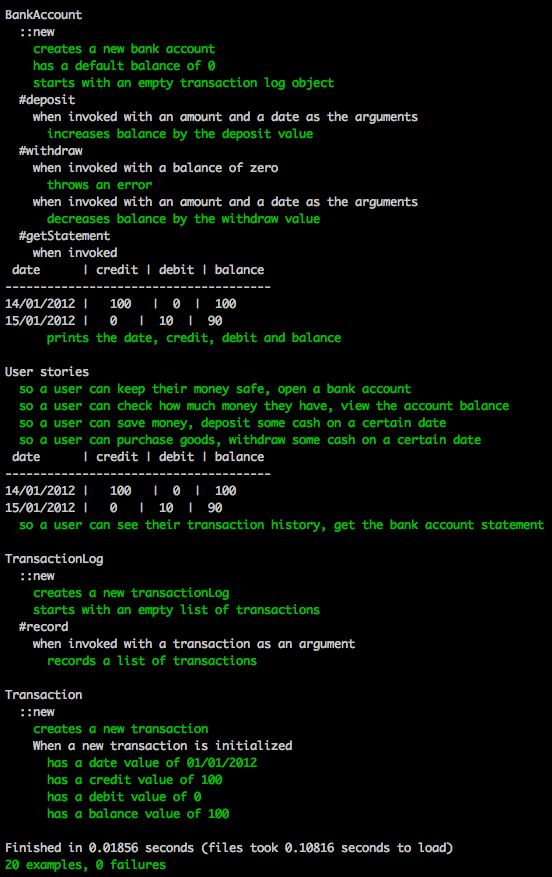 BankAccount
  ::new
    creates a new bank account
    has a default balance of 0
    starts with an empty transaction log object
  #deposit
    when invoked with an amount and a date as the arguments
      increases balance by the deposit value
  #withdraw
    when invoked with a balance of zero
      throws an error
    when invoked with an amount and a date as the arguments
      decreases balance by the withdraw value
  #getStatement
    when invoked
 date      | credit | debit | balance
--------------------------------------
14/01/2012 |   100   |  0  |  100
15/01/2012 |   0   |  10  | 90
      prints the date, credit, debit and balance

User stories
  so a user can keep their money safe, open a bank account
  so a user can check how much money they have, view the account balance
  so a user can save money, deposit some cash on a certain date
  so a user can purchase goods, withdraw some cash on a certain date
 date      | credit | debit | balance
--------------------------------------
14/01/2012 |   100   |  0  |  100
15/01/2012 |   0   |  10  | 90
  so a user can see their transaction history, get the bank account statement

TransactionLog
  ::new
    creates a new transactionLog
    starts with an empty list of transactions
  #record
    when invoked with a transaction as an argument
      records a list of transactions

Transaction
  ::new
    creates a new transaction
    When a new transaction is initialized
      has a date value of 01/01/2012
      has a credit value of 100
      has a debit value of 0
      has a balance value of 100

Finished in 0.01856 seconds (files took 0.10816 seconds to load)
20 examples, 0 failures